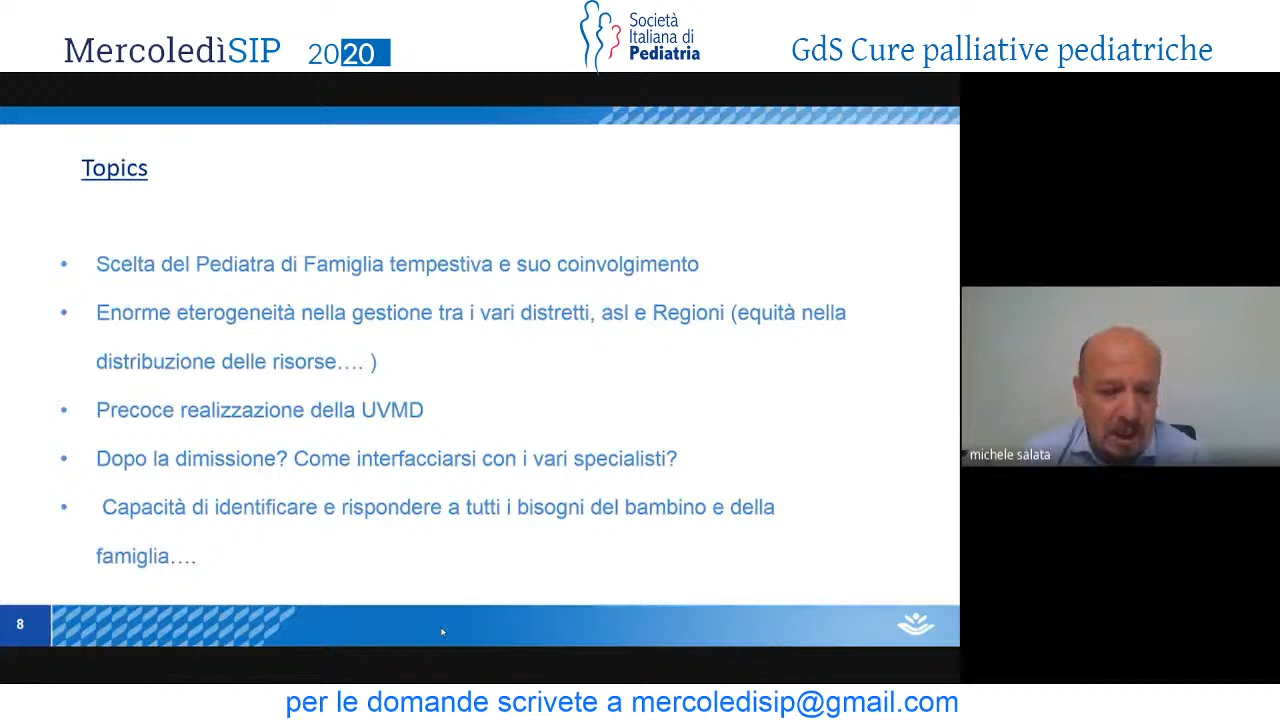 MercoledìSIP 2020
Società
Italiana di
Pediatria
GdS Cure palliative pediatriche
Topics
• Scelta del Pediatra di Famiglia tempestiva e suo coinvolgimento
• Enorme eterogeneità nella gestione tra i vari distretti, asl e Regioni (equità nella
distribuzione delle risorse…. )
• Precoce realizzazione della UVMD
• Dopo la dimissione? Come interfacciarsi con i vari specialisti?
• Capacità di identificare e rispondere a tutti i bisogni del bambino e della
famiglia….
8
michele salata
per le domande scrivete a mercoledisip@gmail.com